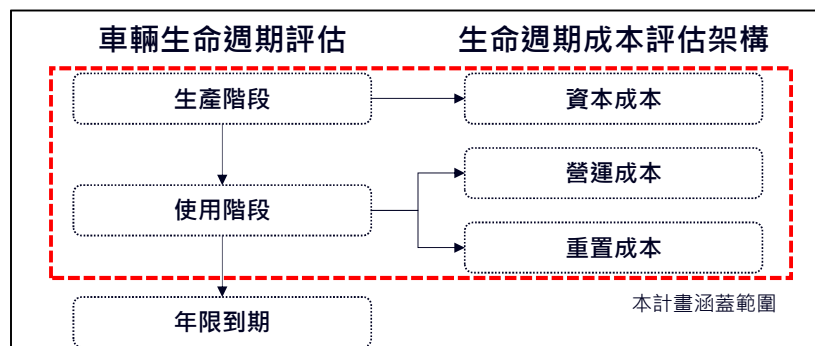 車輛生命週期評估
生命週期成本評估架構
生產階段
資本成本
營運成本
使用階段
重置成本
本計畫涵蓋範圍
年限到期